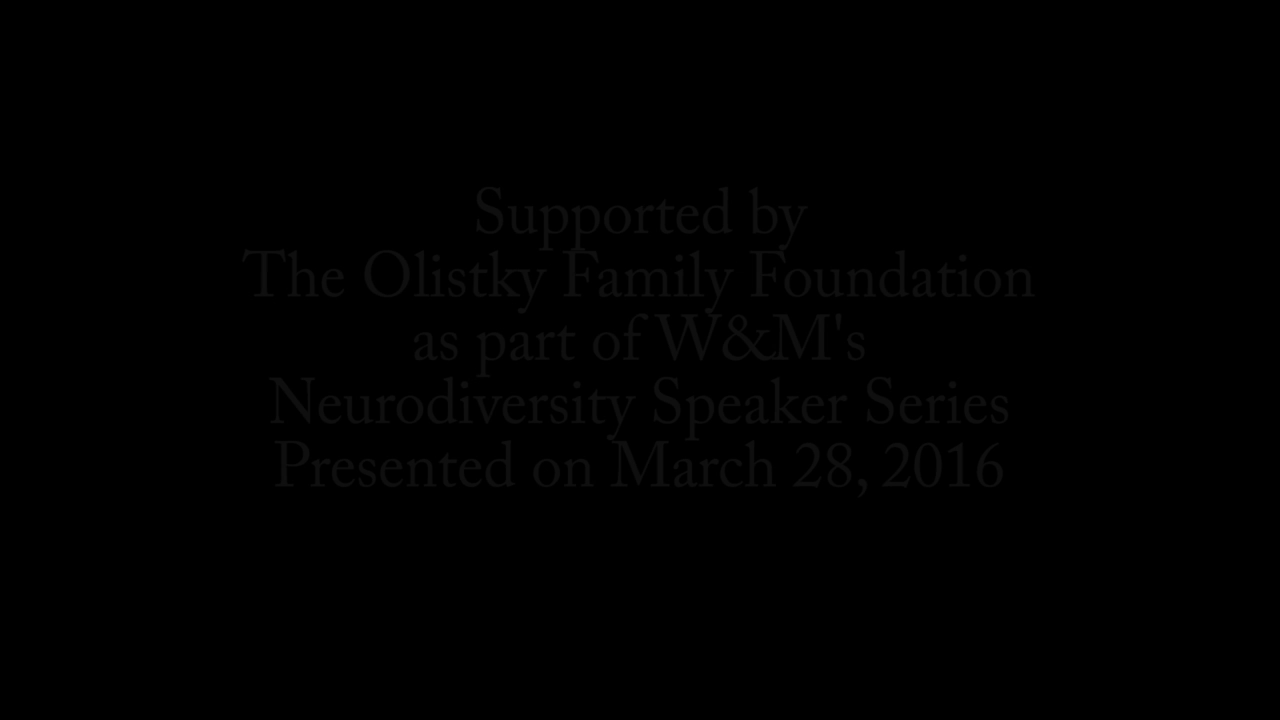 Supported by
The Olistky Family Foundation
as part of W&M's
Neurodiversity Speaker Series
Presented on March 28, 2016